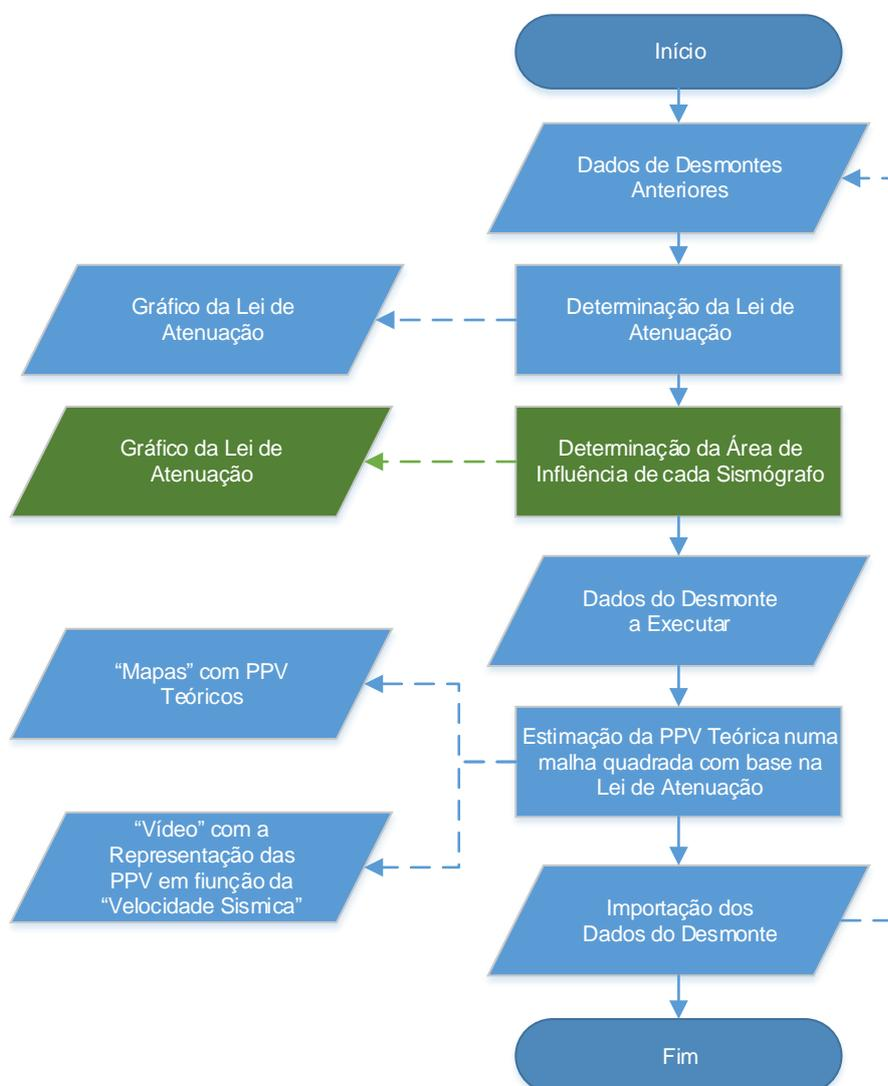 Início
Dados de Desmontes
Anteriores
Gráfico da Lei de
Atenuação
Determinação da Lei de
Atenuação
Gráfico da Lei de
Atenuação
Determinação da Área de
Influência de cada Sismógrafo
Dados do Desmonte
a Executar
“Mapas” com PPV
Teóricos
Estimação da PPV Teórica numa
malha quadrada com base na
Lei de Atenuação
“Vídeo” com a
Representação das
PPV em fiunção da
“Velocidade Sismica”
Importação dos
Dados do Desmonte
Fim